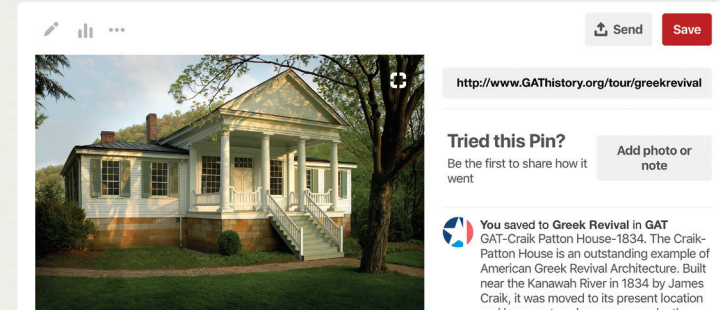 Send
Save
http://www.GAThistory.org/tour/greekrevival
Tried this Pin?
Be the first to share how it
went
Add photo or
note
You saved to Greek Revival in GAT
GAT-Craik Patton House-1834. The Craik-
Patton House is an outstanding example of
American Greek Revival Architecture. Built
near the Kanawah River in 1834 by James
Craik, it was moved to its present location